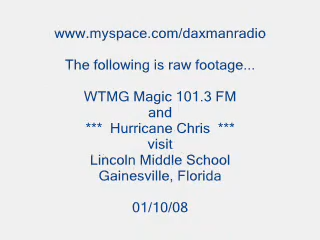 www.myspace.com/daxmanradio
The following is raw footage...
WTMG Magic 101.3 FM
and
*** Hurricane Chris ***
visit
Lincoln Middle School
Gainesville, Florida
01/10/08